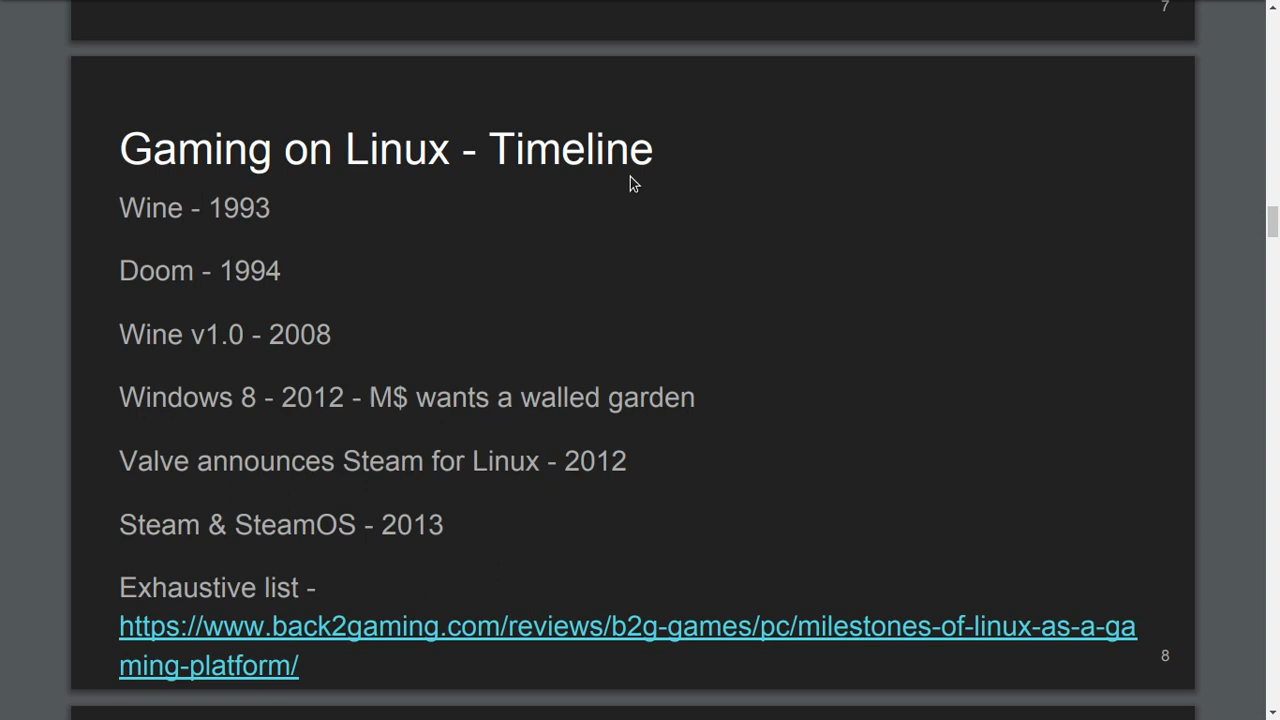 7
Gaming on Linux - Timeline
Wine - 1993
Doom - 1994
Wine v1.0 - 2008
Windows 8 - 2012 - M$ wants a walled garden
Valve announces Steam for Linux - 2012
Steam & SteamOS - 2013
Exhaustive list -
https://www.back2gaming.com/reviews/b2g-games/pc/milestones-of-linux-as-a-ga
ming-platform/
8